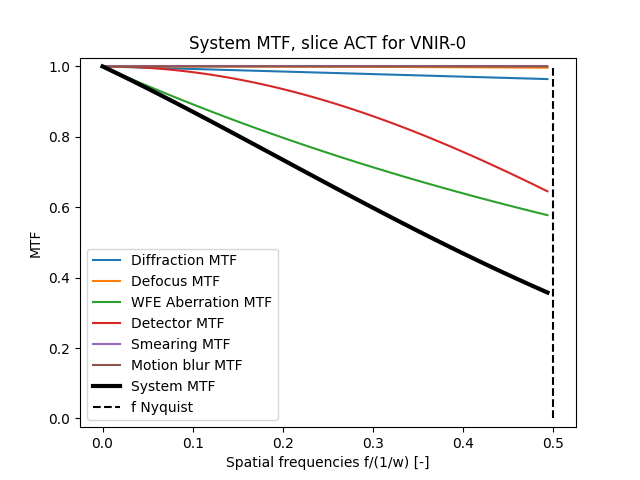 System MTF, slice ACT for VNIR-0
1.0
0.8
0.6
0.4
0.2
0.0
MTF
Diffraction MTF
Defocus MTF
WFE Aberration MTF
Detector MTF
Smearing MTF
Motion blur MTF
System MTF
f Nyquist
0.0 0.1 0.2 0.3 0.4 0.5
Spatial frequencies f/(1/w) [-]